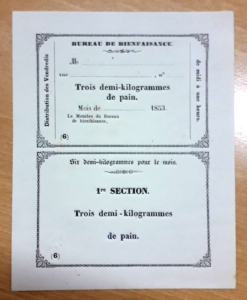 BUREAU DE BIENFAISANCE.
Distribution des Vendredis
de midi à une heure.
M
rue , n°
Trois demi-kilogrammes
de pain.
Mois de 1853.
Le Membre du Bureau
de bienfaisance,
(6)
Six demi-kilogrammes pour le mois.
1re SECTION.
Trois demi-kilogrammes
de pain.
(6)